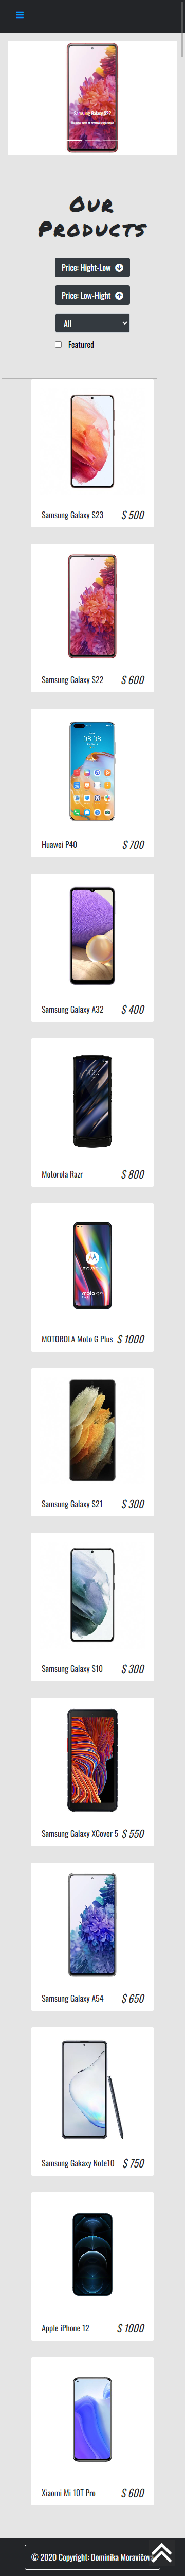 Samsung Galaxy S22
Our
Products
Price: Hight-Low
Price: Low-Hight
All
Featured
Samsung Galaxy S23 $ 500
Samsung Galaxy S22 $ 600
Huawei P40 $ 700
Samsung Galaxy A32 $ 400
Motorola Razr $ 800
MOTOROLA Moto G Plus $ 1000
Samsung Galaxy S21 $ 300
Samsung Galaxy S10 $ 300
Samsung Galaxy XCover 5 $ 550
Samsung Galaxy A54 $ 650
Samsung Gakaxy Note10 $ 750
Apple iPhone 12 $ 1000
Xiaomi Mi 10T Pro $ 600
© 2020 Copyright: Dominika Moravičová